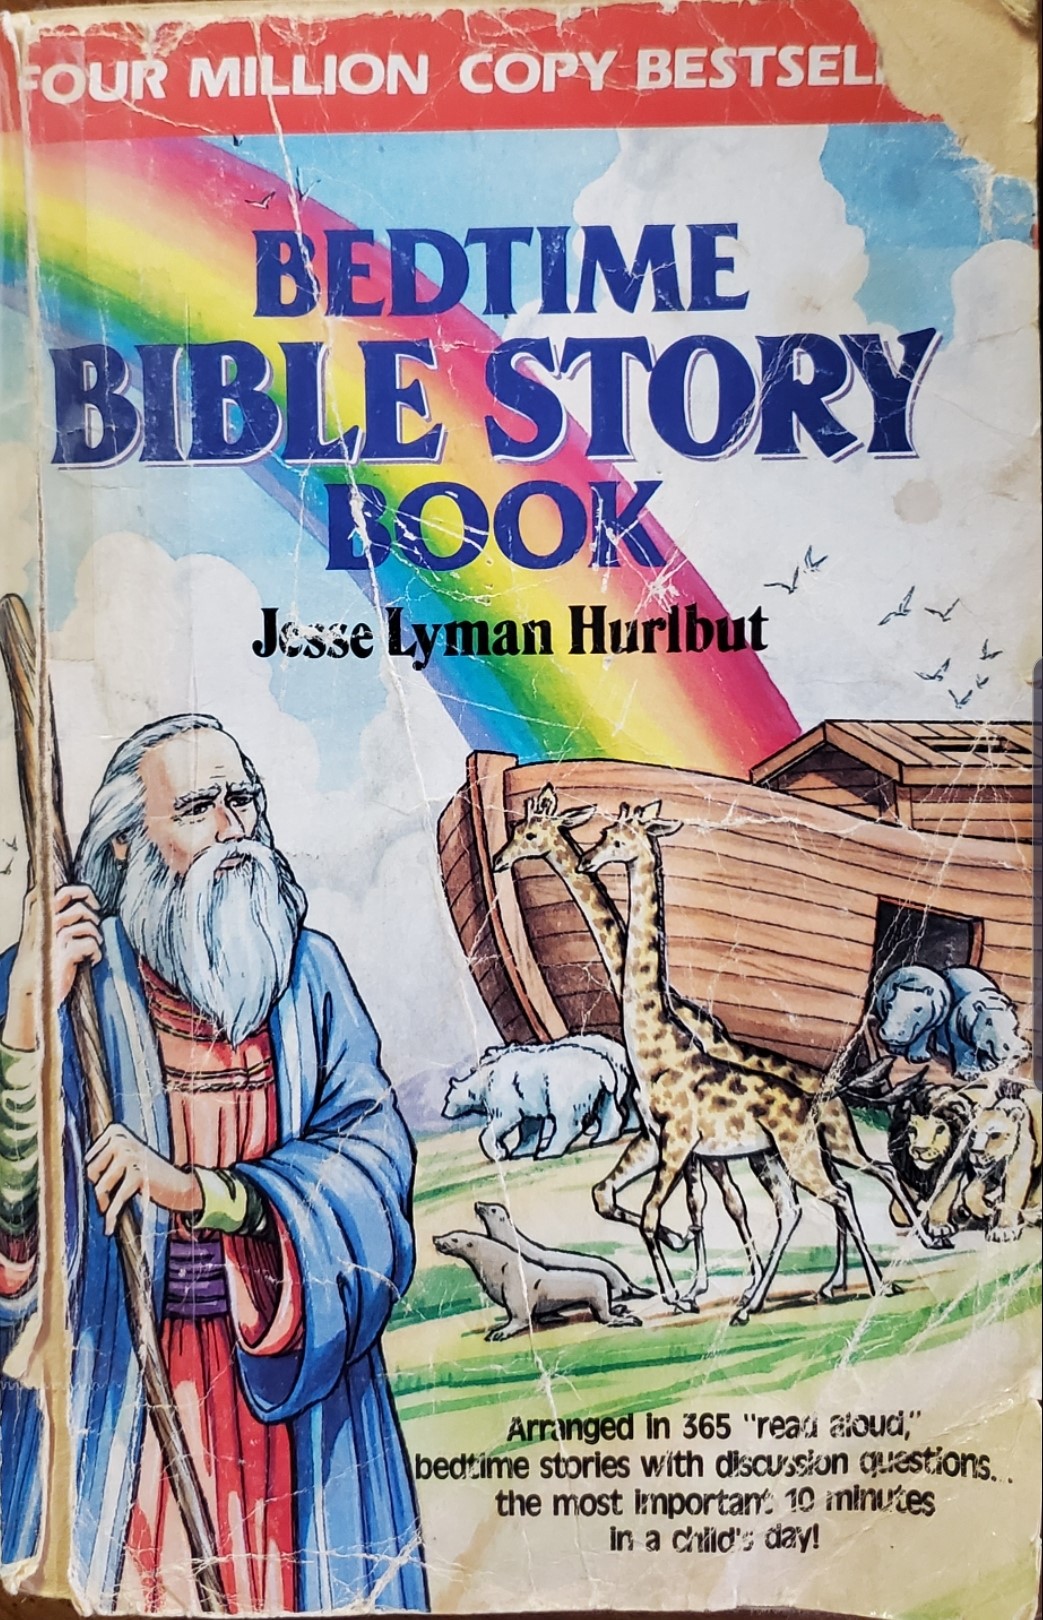 FOUR MILLION COPY BESTSEL
BEDTIME
BIBLE STORY
BOOK
Jesse Lyman Hurlbut
Arranged in 365 "read aloud,"
bedtime stories with discussion questions...
the most important 10 minutes
in a child's day!